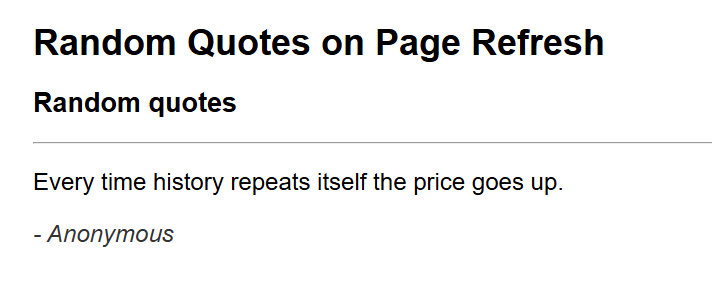 Random Quotes on Page Refresh
Random quotes
Every time history repeats itself the price goes up.
- Anonymous